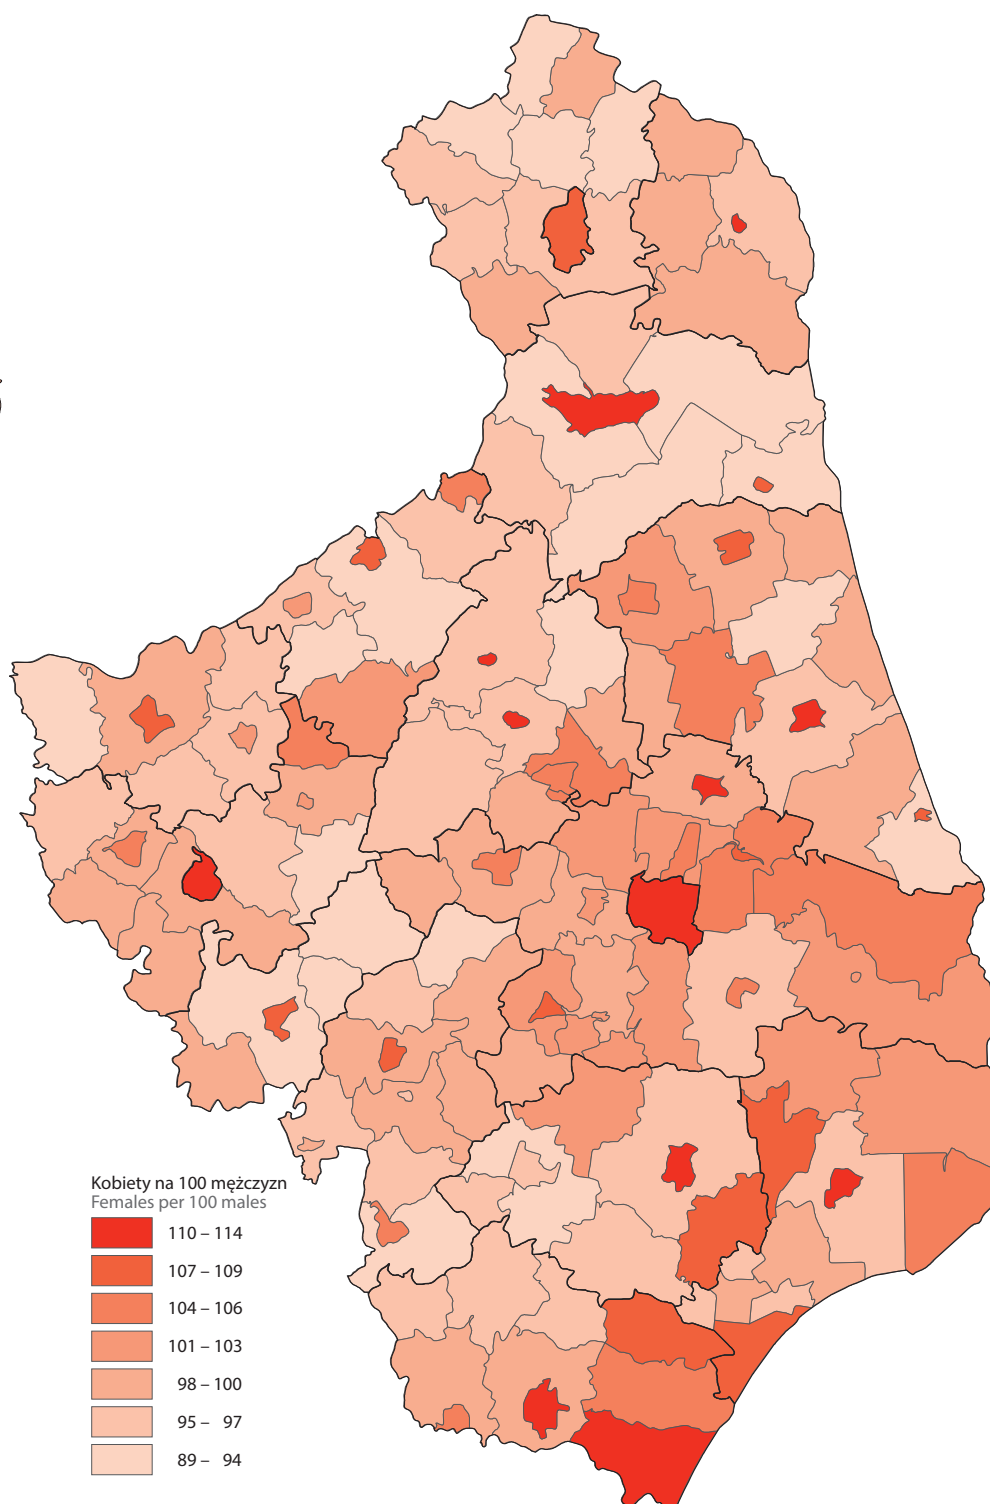 Kobiety na 100 mężczyzn
Females per 100 males
110 – 114
107 – 109
104 – 106
101 – 103
98 – 100
95 – 97
89 – 94